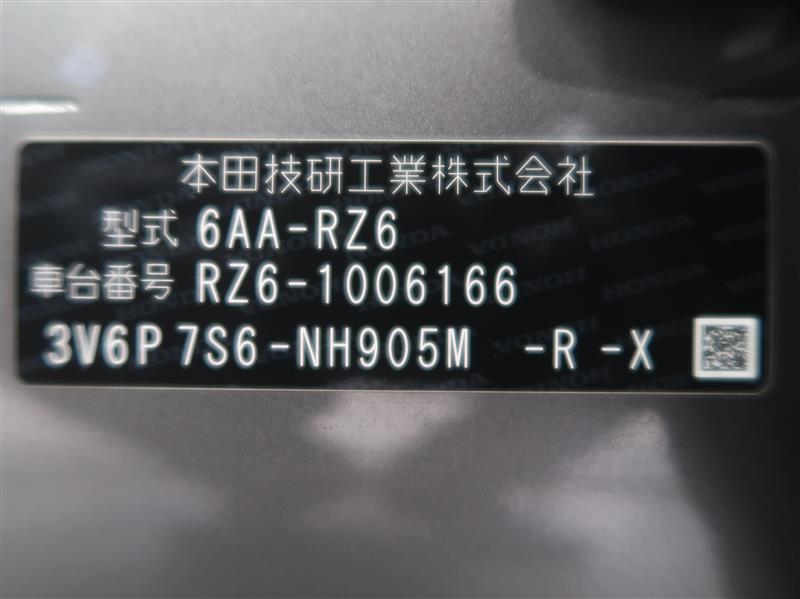 本田技研工業株式会社
型式 6AA-RZ6
車台番号 RZ6-1006166
3V6P 7S6-NH905M -R -X